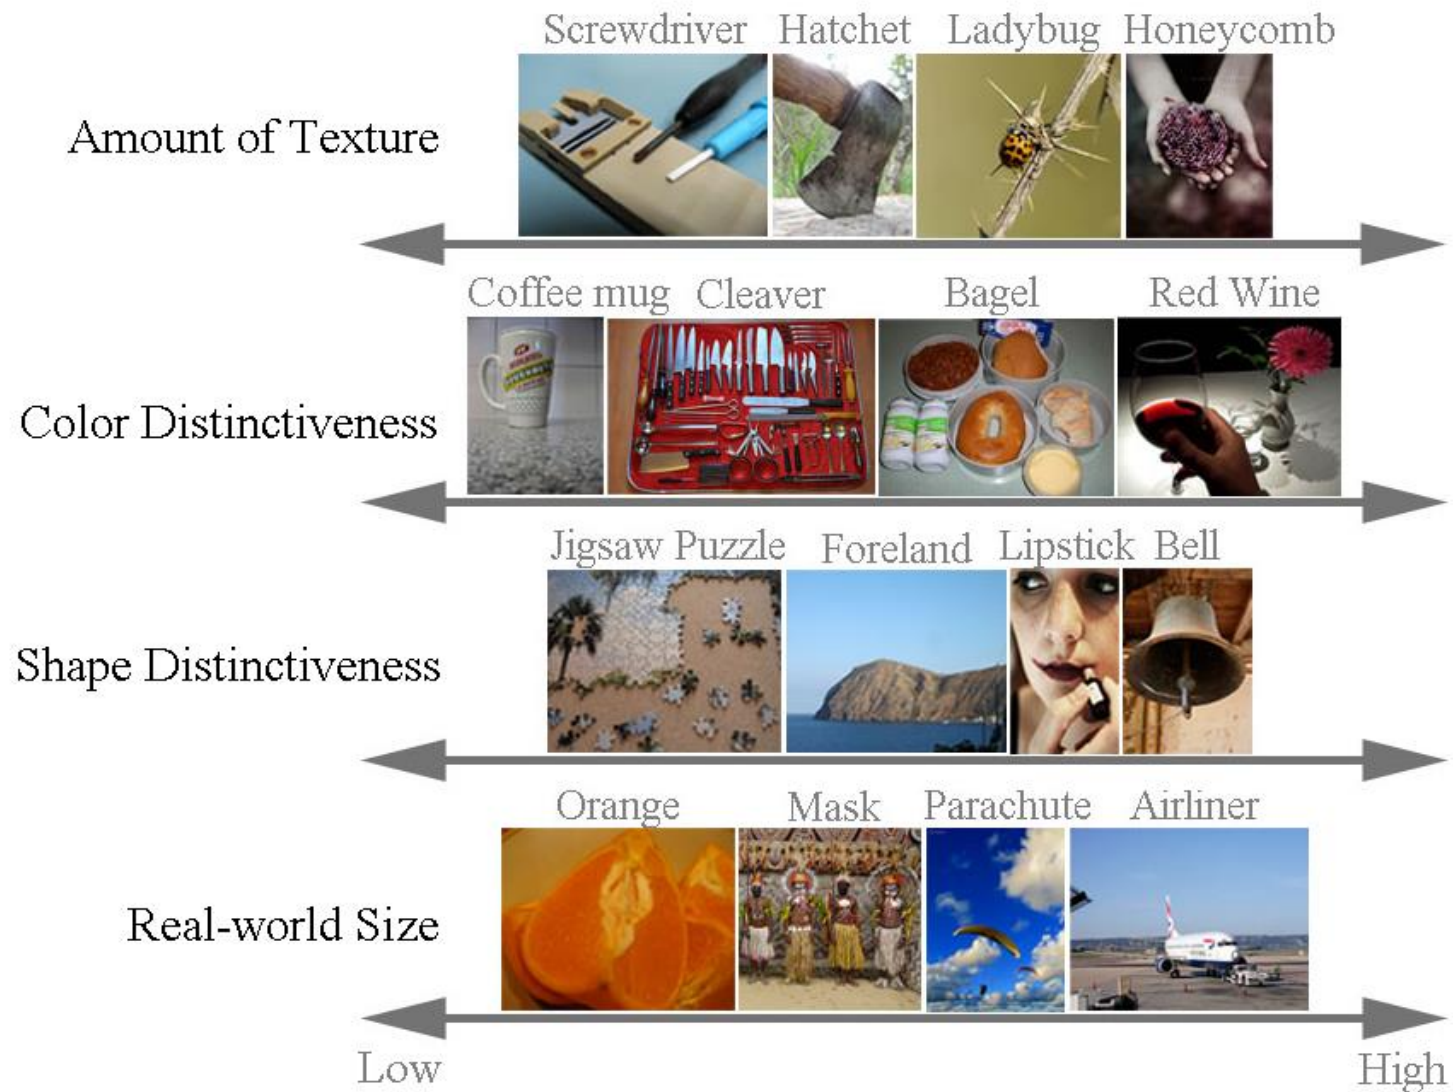 Screwdriver Hatchet Ladybug Honeycomb
Amount of Texture
Coffee mug Cleaver Bagel Red Wine
Color Distinctiveness
Jigsaw Puzzle Foreland Lipstick Bell
Shape Distinctiveness
Orange Mask Parachute Airliner
Real-world Size
Low High